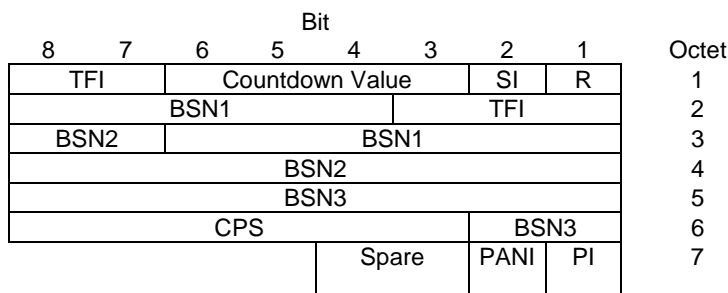 Bit
8 7 6 5 4 3 2 1 Octet
TFI Countdown Value SI R 1
BSN1 TFI 2
BSN2 BSN1 3
BSN2 4
BSN3 5
CPS BSN3 6
Spare PANI PI 7